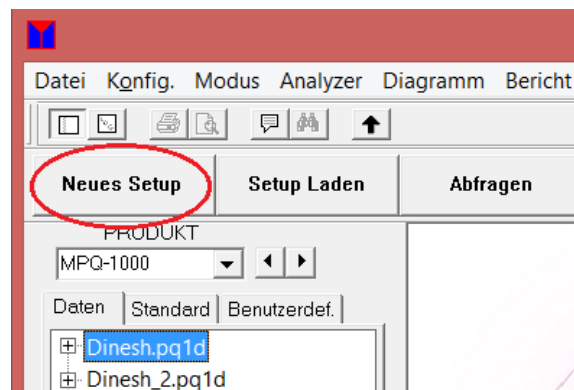 Datei Konfig. Modus Analyzer Diagramm Bericht
Neues Setup Setup Laden Abfragen
PRODUKT
MPQ-1000
Daten Standard Benutzerdef.
Dinesh.pq1d
Dinesh_2.pq1d